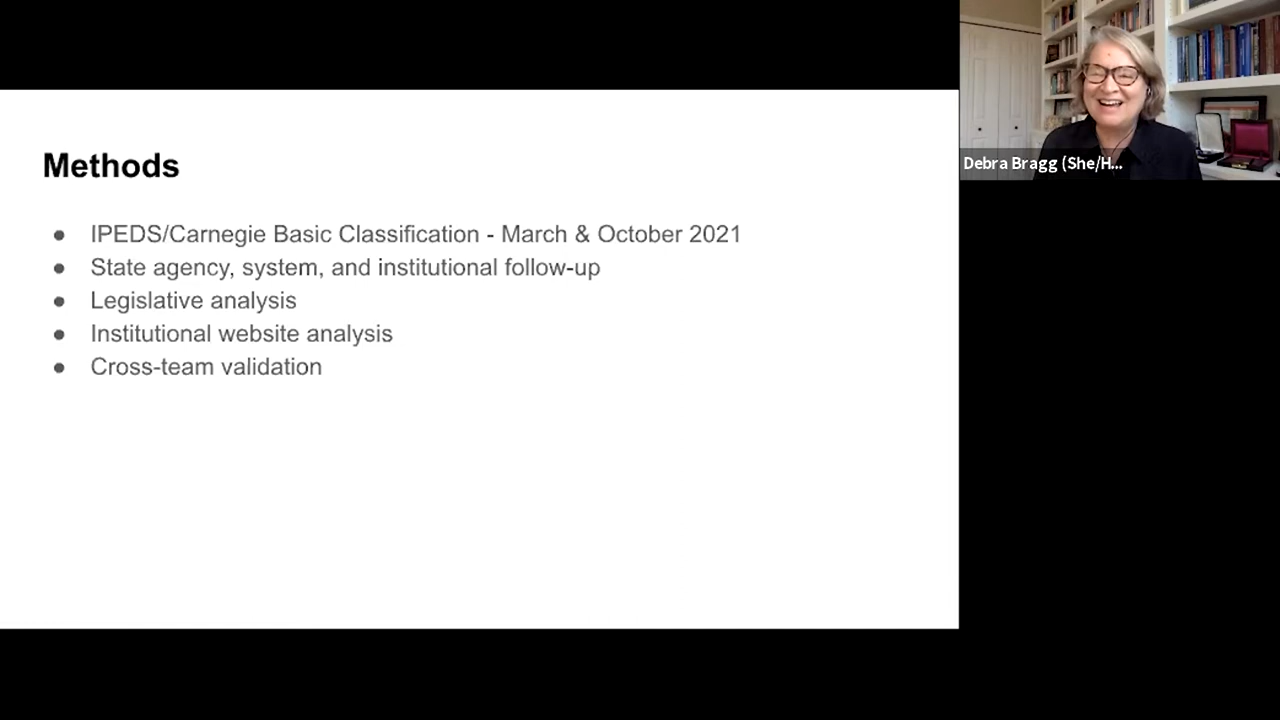 Methods
● IPEDS/Carnegie Basic Classification - March & October 2021
● State agency, system, and institutional follow-up
● Legislative analysis
● Institutional website analysis
● Cross-team validation
Debra Bragg (She/H...